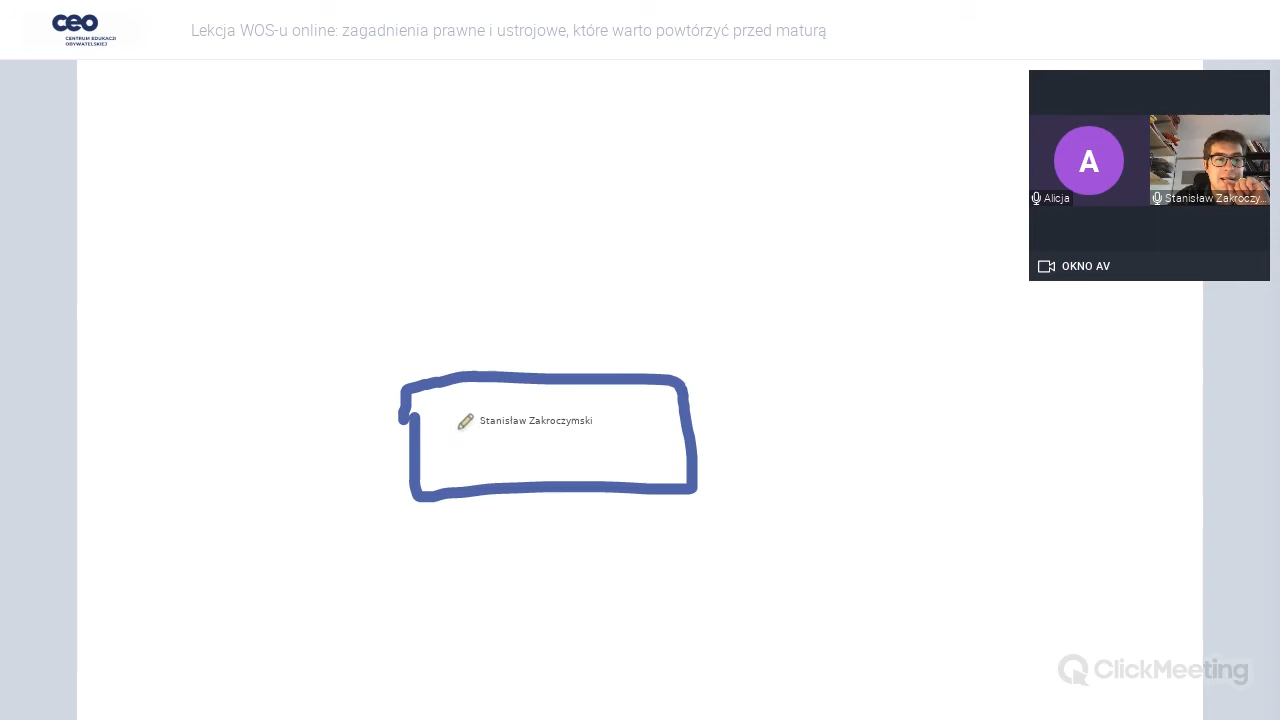 ceo
CENTRUM EDUKACJI
OBYWATELSKIEJ
Lekcja WOS-u online: zagadnienia prawne i ustrojowe, które warto powtórzyć przed maturą
A
Alicja
Stanisław Zakroczy...
OKNO AV
Stanisław Zakroczymski
ClickMeeting